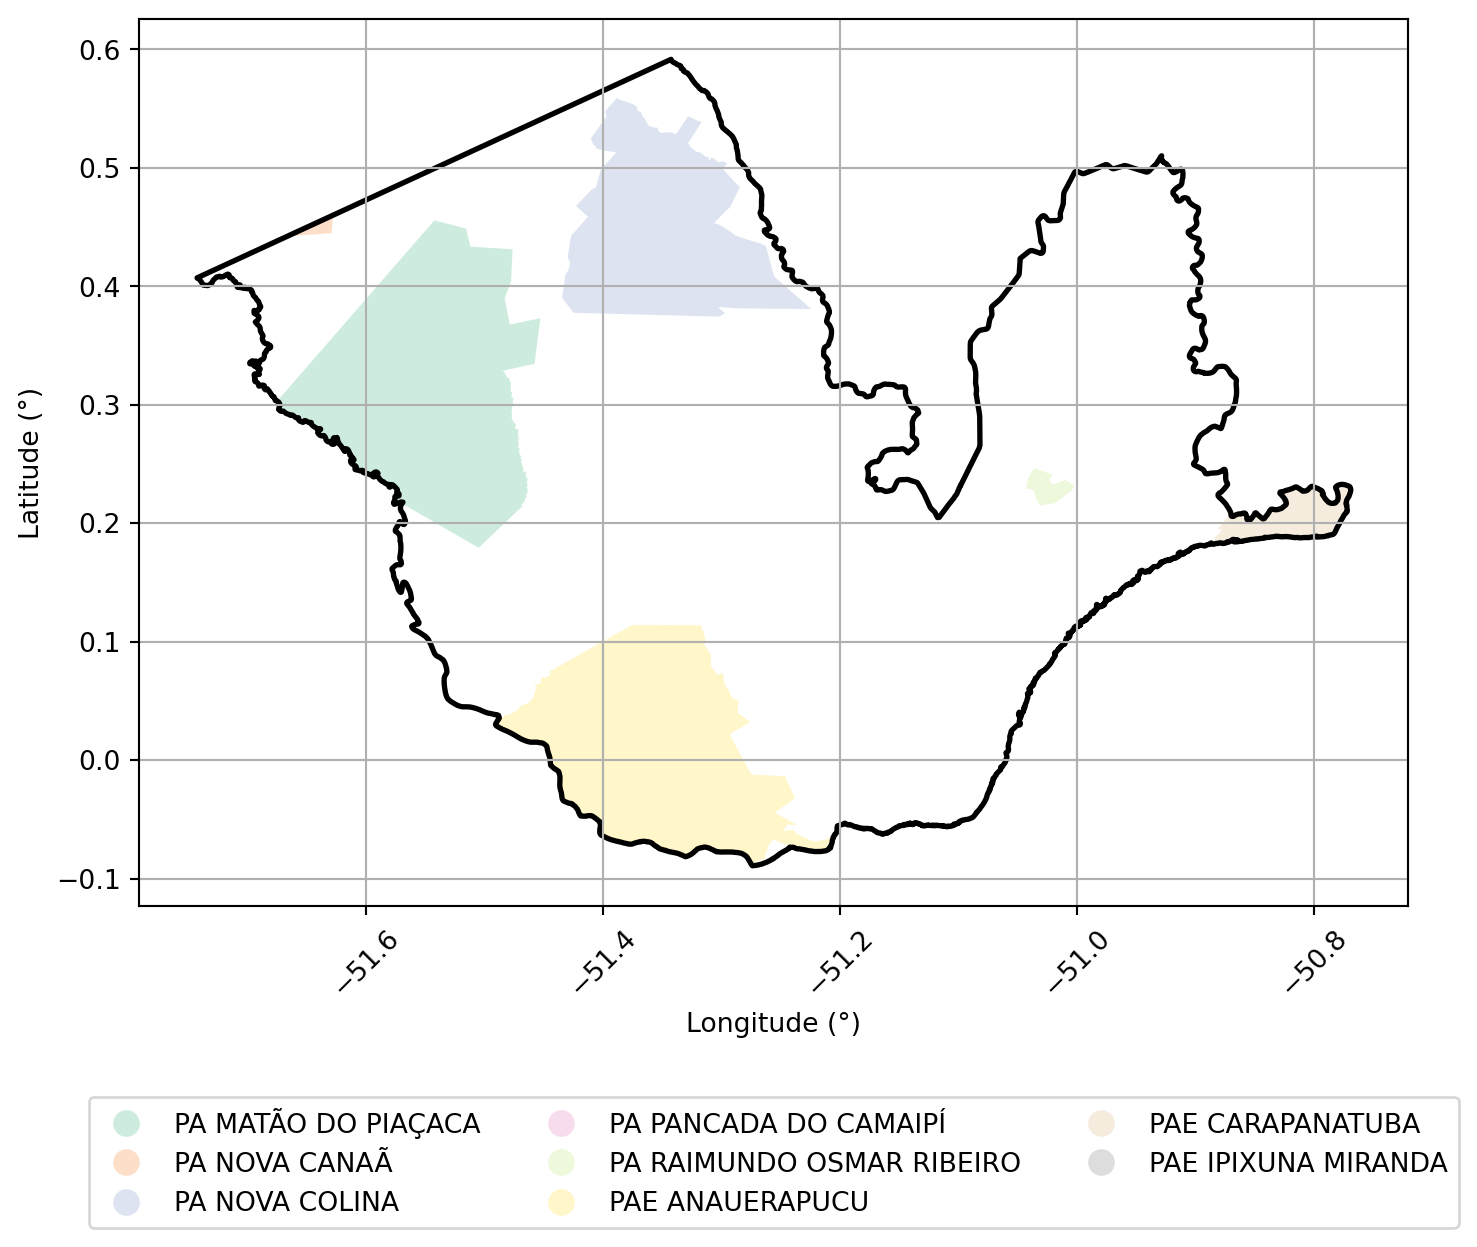 0.6
0.5
0.4
0.3
0.2
0.1
0.0
−0.1
Latitude (°)
−51.6
−51.4
−51.2
−51.0
−50.8
Longitude (°)
PA MATÃO DO PIAÇACA
PA NOVA CANAÃ
PA NOVA COLINA
PA PANCADA DO CAMAIPÍ
PA RAIMUNDO OSMAR RIBEIRO
PAE ANAUERAPUCU
PAE CARAPANATUBA
PAE IPIXUNA MIRANDA